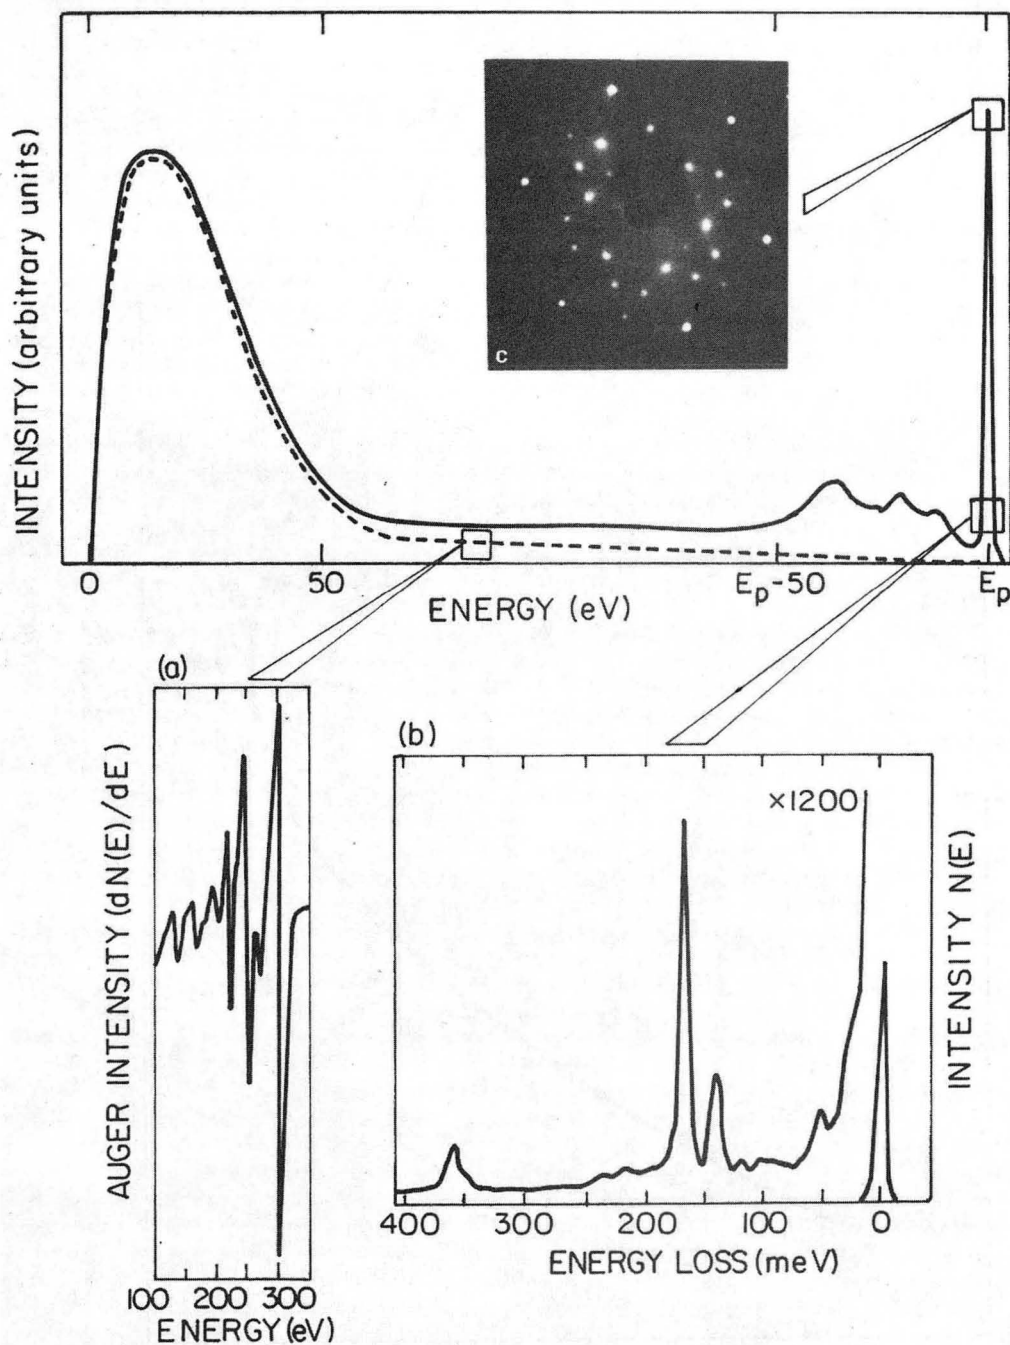 INTENSITY (arbitrary units)
c
0
50
Ep-50
Ep
ENERGY (eV)
(a)
AUGER INTENSITY (dN(E)/dE)
100 200 300
ENERGY (eV)
(b)
×1200
INTENSITY N(E)
400 300 200 100 0
ENERGY LOSS (meV)